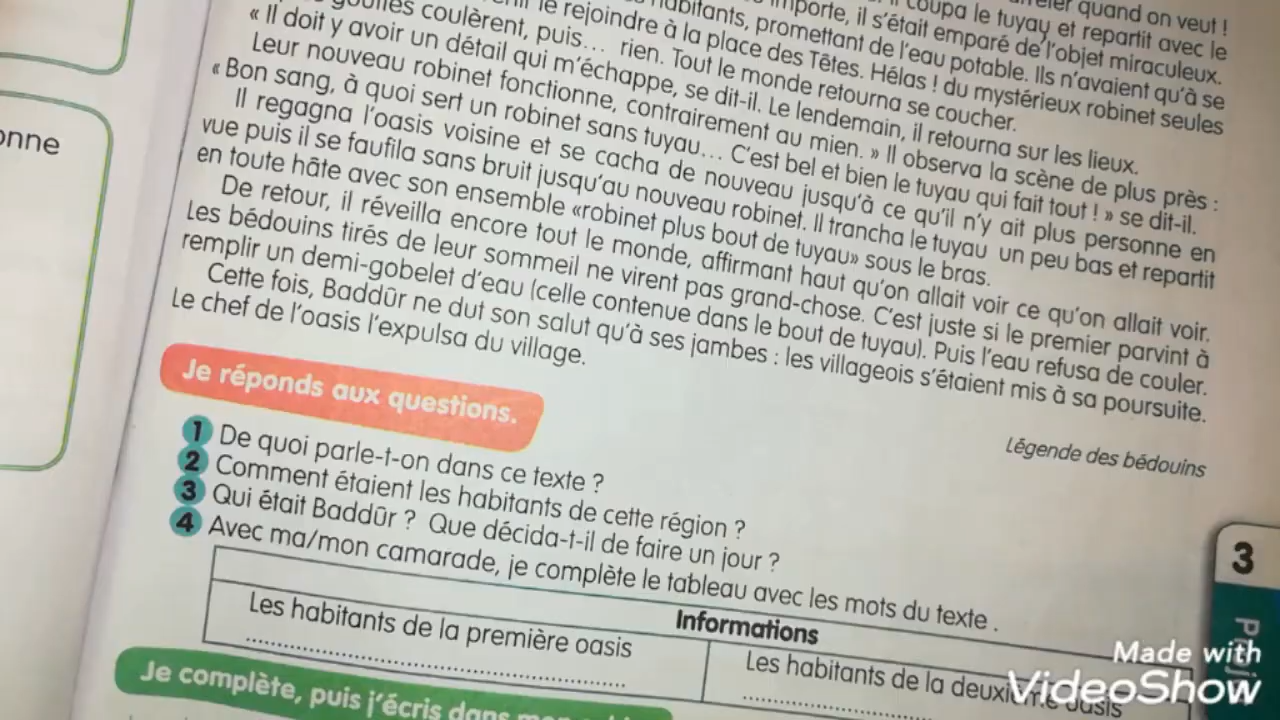 quand on veut !
coupa le tuyau et repartit avec le
il s'était emparé de l'objet miraculeux.
habitants, promettant de l'eau potable. Ils n'avaient qu'à se
le rejoindre à la place des Têtes. Hélas ! du mystérieux robinet seules
gouttes coulèrent, puis… rien. Tout le monde retourna se coucher.
« Il doit y avoir un détail qui m'échappe, se dit-il. Le lendemain, il retourna sur les lieux.
Leur nouveau robinet fonctionne, contrairement au mien. » Il observa la scène de plus près :
« Bon sang, à quoi sert un robinet sans tuyau… C'est bel et bien le tuyau qui fait tout ! » se dit-il.
Il regagna l'oasis voisine et se cacha de nouveau jusqu'à ce qu'il n'y ait plus personne en
vue puis il se faufila sans bruit jusqu'au nouveau robinet. Il trancha le tuyau un peu bas et repartit
en toute hâte avec son ensemble «robinet plus bout de tuyau» sous le bras.
De retour, il réveilla encore tout le monde, affirmant haut qu'on allait voir ce qu'on allait voir.
Les bédouins tirés de leur sommeil ne virent pas grand-chose. C'est juste si le premier parvint à
remplir un demi-gobelet d'eau (celle contenue dans le bout de tuyau). Puis l'eau refusa de couler.
Cette fois, Baddūr ne dut son salut qu'à ses jambes : les villageois s'étaient mis à sa poursuite.
Le chef de l'oasis l'expulsa du village.
Légende des bédouins
onne
Je réponds aux questions.
1 De quoi parle-t-on dans ce texte ?
2 Comment étaient les habitants de cette région ?
3 Qui était Baddūr ? Que décida-t-il de faire un jour ?
4 Avec ma/mon camarade, je complète le tableau avec les mots du texte .
Informations
Les habitants de la première oasis
Les habitants de la deuxième oasis
Je complète, puis j'écris dans
3
Made with
VideoShow